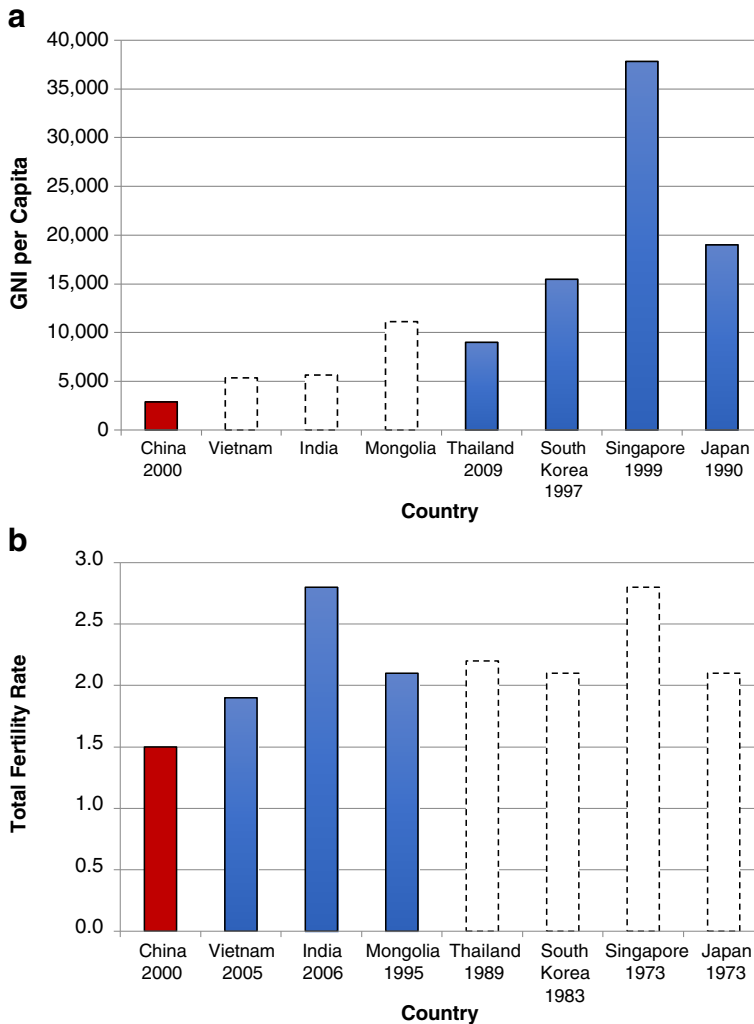 a
GNI per Capita
40,000
35,000
30,000
25,000
20,000
15,000
10,000
5,000
0
China
2000
Vietnam
India
Mongolia
Thailand
2009
South
Korea
1997
Singapore
1999
Japan
1990
Country
b
Total Fertility Rate
3.0
2.5
2.0
1.5
1.0
0.5
0.0
China
2000
Vietnam
2005
India
2006
Mongolia
1995
Thailand
1989
South
Korea
1983
Singapore
1973
Japan
1973
Country